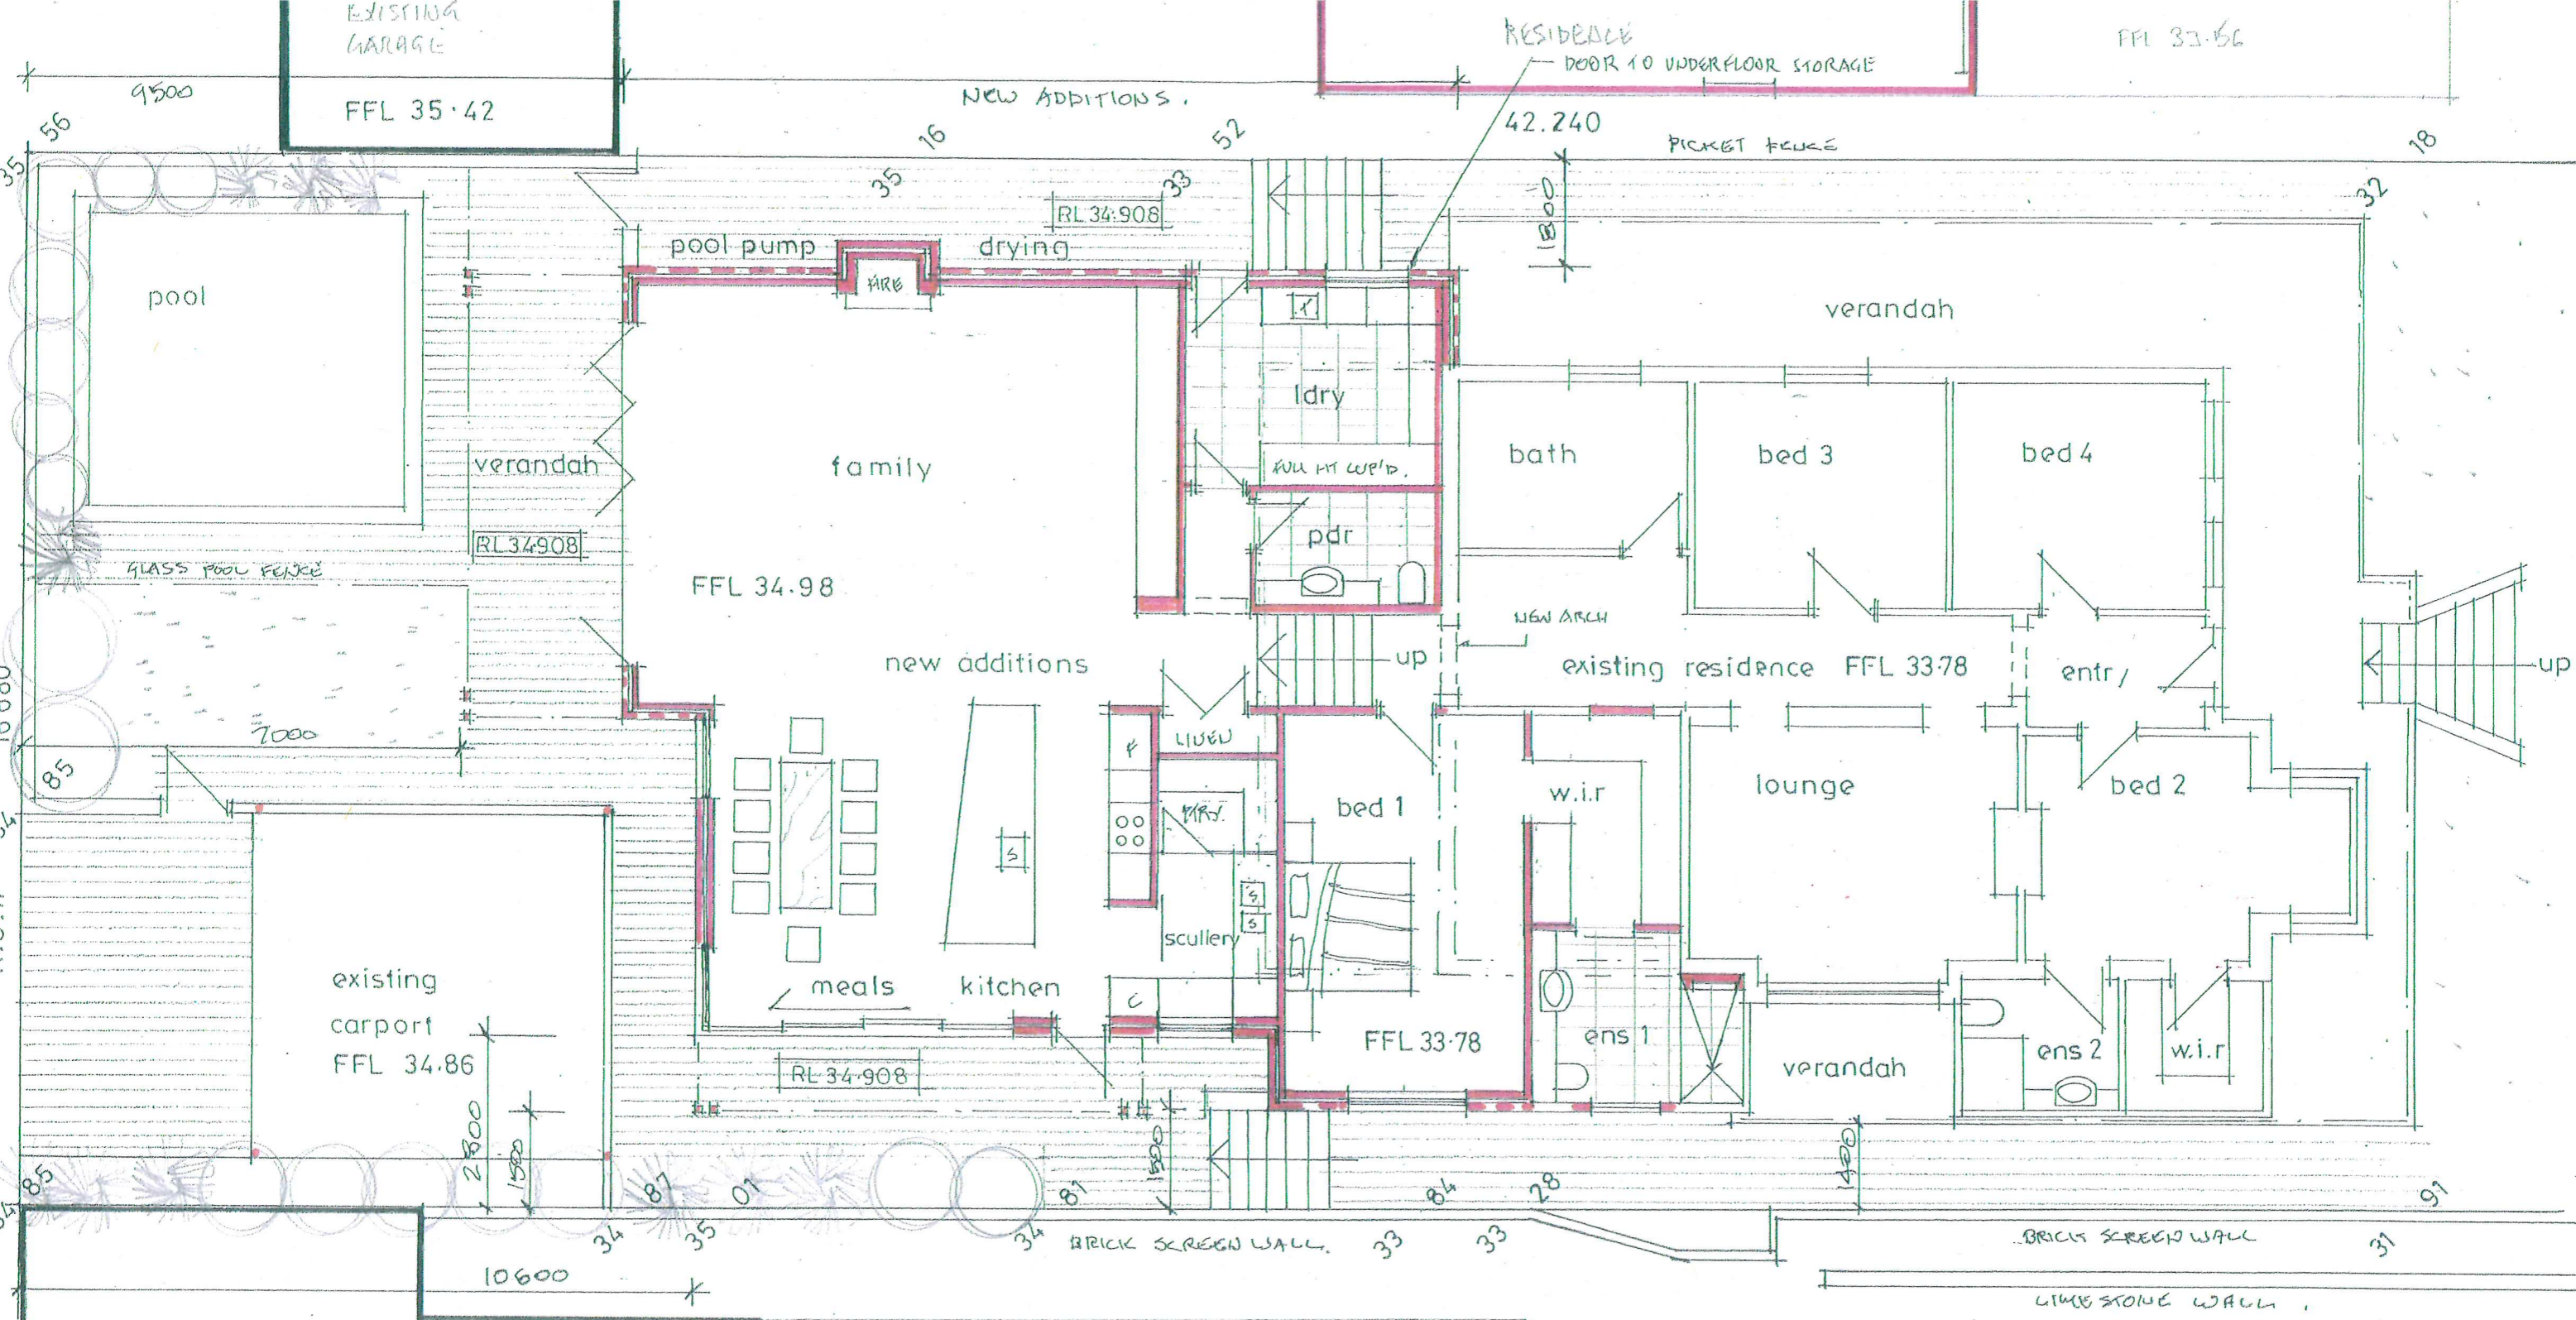 EXISTING
GARAGE
FFL 35.42
9500
NEW ADDITIONS.
RESIDENCE
DOOR TO UNDERFLOOR STORAGE
FFL 33.56
42.240
PICKET FENCE
56
35
16
35
52
33
18
32
RL 34.908
1800
pool pump
drying
FIRE
pool
verandah
T
ldry
FULL HT CUP'D.
family
verandah
bath
bed 3
bed 4
RL 34908
pdr
GLASS POOL FENCE
FFL 34.98
NEW ARCH
new additions
up
existing residence FFL 33.78
entry
up
7000
85
F
LINEN
bed 1
w.i.r
lounge
bed 2
PTRY.
S
S
S
scullery
existing
carport
FFL 34.86
meals
kitchen
C
FFL 33.78
ens 1
RL 34.908
verandah
ens 2
w.i.r
2800
1500
1500
1400
85
87
01
81
84
28
91
34
35
34
33
33
31
BRICK SCREEN WALL.
BRICK SCREEN WALL
10600
LIMESTONE WALL.